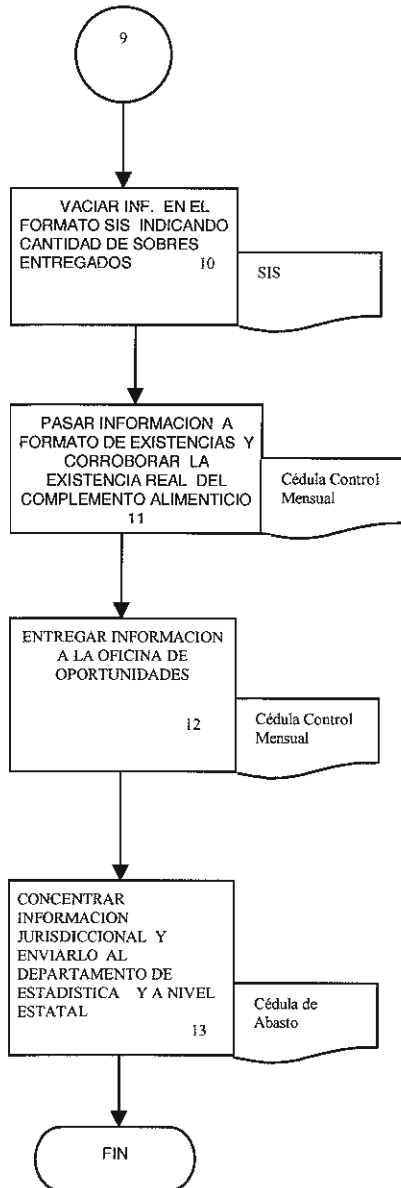 9
VACIAR INF. EN EL
FORMATO SIS INDICANDO
CANTIDAD DE SOBRES
ENTREGADOS 10
SIS
PASAR INFORMACION A
FORMATO DE EXISTENCIAS Y
CORROBORAR LA
EXISTENCIA REAL DEL
COMPLEMENTO ALIMENTICIO
11
Cédula Control
Mensual
ENTREGAR INFORMACION
A LA OFICINA DE
OPORTUNIDADES
12
Cédula Control
Mensual
CONCENTRAR
INFORMACION
JURISDICCIONAL Y
ENVIARLO AL
DEPARTAMENTO DE
ESTADISTICA Y A NIVEL
ESTATAL
13
Cédula de
Abasto
FIN